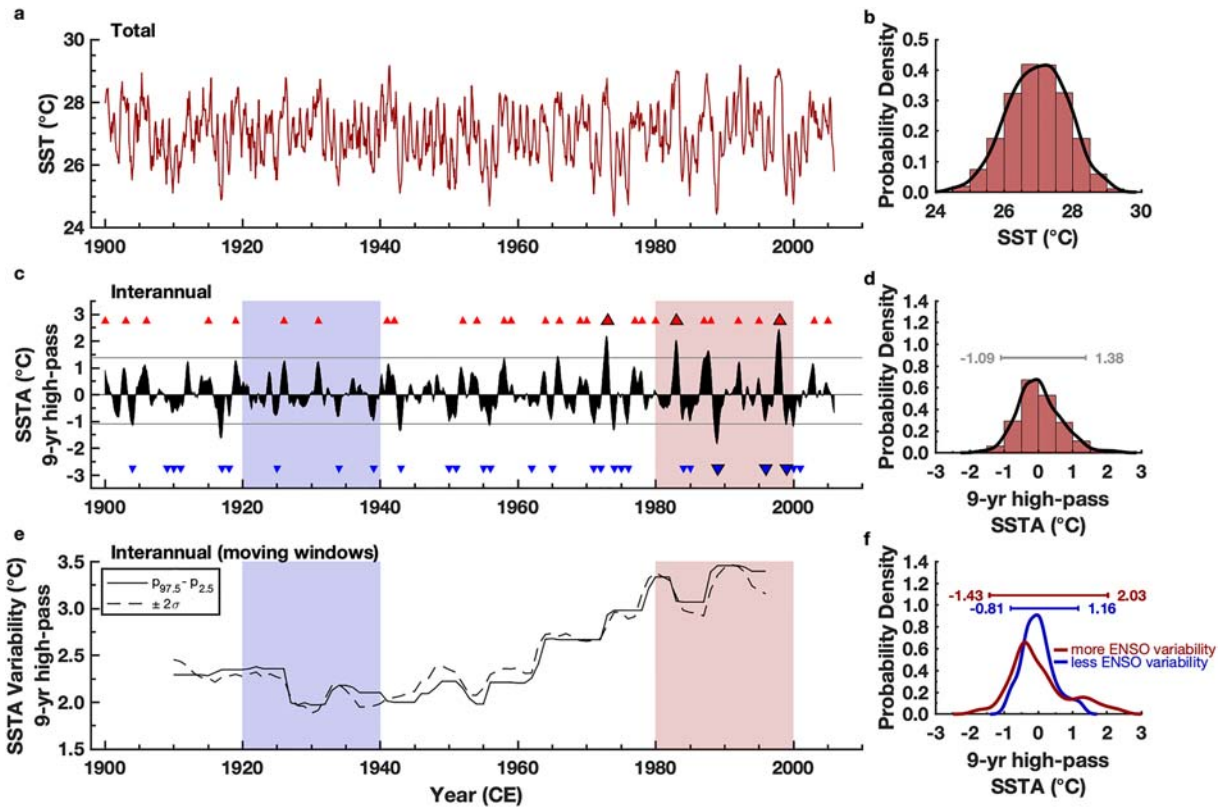 a
Total
SST (°C)
30
28
26
24
1900 1920 1940 1960 1980 2000
b
Probability Density
0.5
0.4
0.3
0.2
0.1
0.0
24 26 28 30
SST (°C)
c
Interannual
SSTA (°C)
9-yr high-pass
3
2
1
0
-1
-2
-3
1900 1920 1940 1960 1980 2000
d
Probability Density
1.4
1.2
1.0
0.8
0.6
0.4
0.2
0.0
-1.09 1.38
-3 -2 -1 0 1 2 3
9-yr high-pass
SSTA (°C)
e
Interannual (moving windows)
p97.5- p2.5
± 2σ
SSTA Variability (°C)
9-yr high-pass
3.5
3.0
2.5
2.0
1.5
1900 1920 1940 1960 1980 2000
Year (CE)
f
Probability Density
1.4
1.2
1.0
0.8
0.6
0.4
0.2
0.0
-1.43 2.03
-0.81 1.16
more ENSO variability
less ENSO variability
-3 -2 -1 0 1 2 3
9-yr high-pass
SSTA (°C)